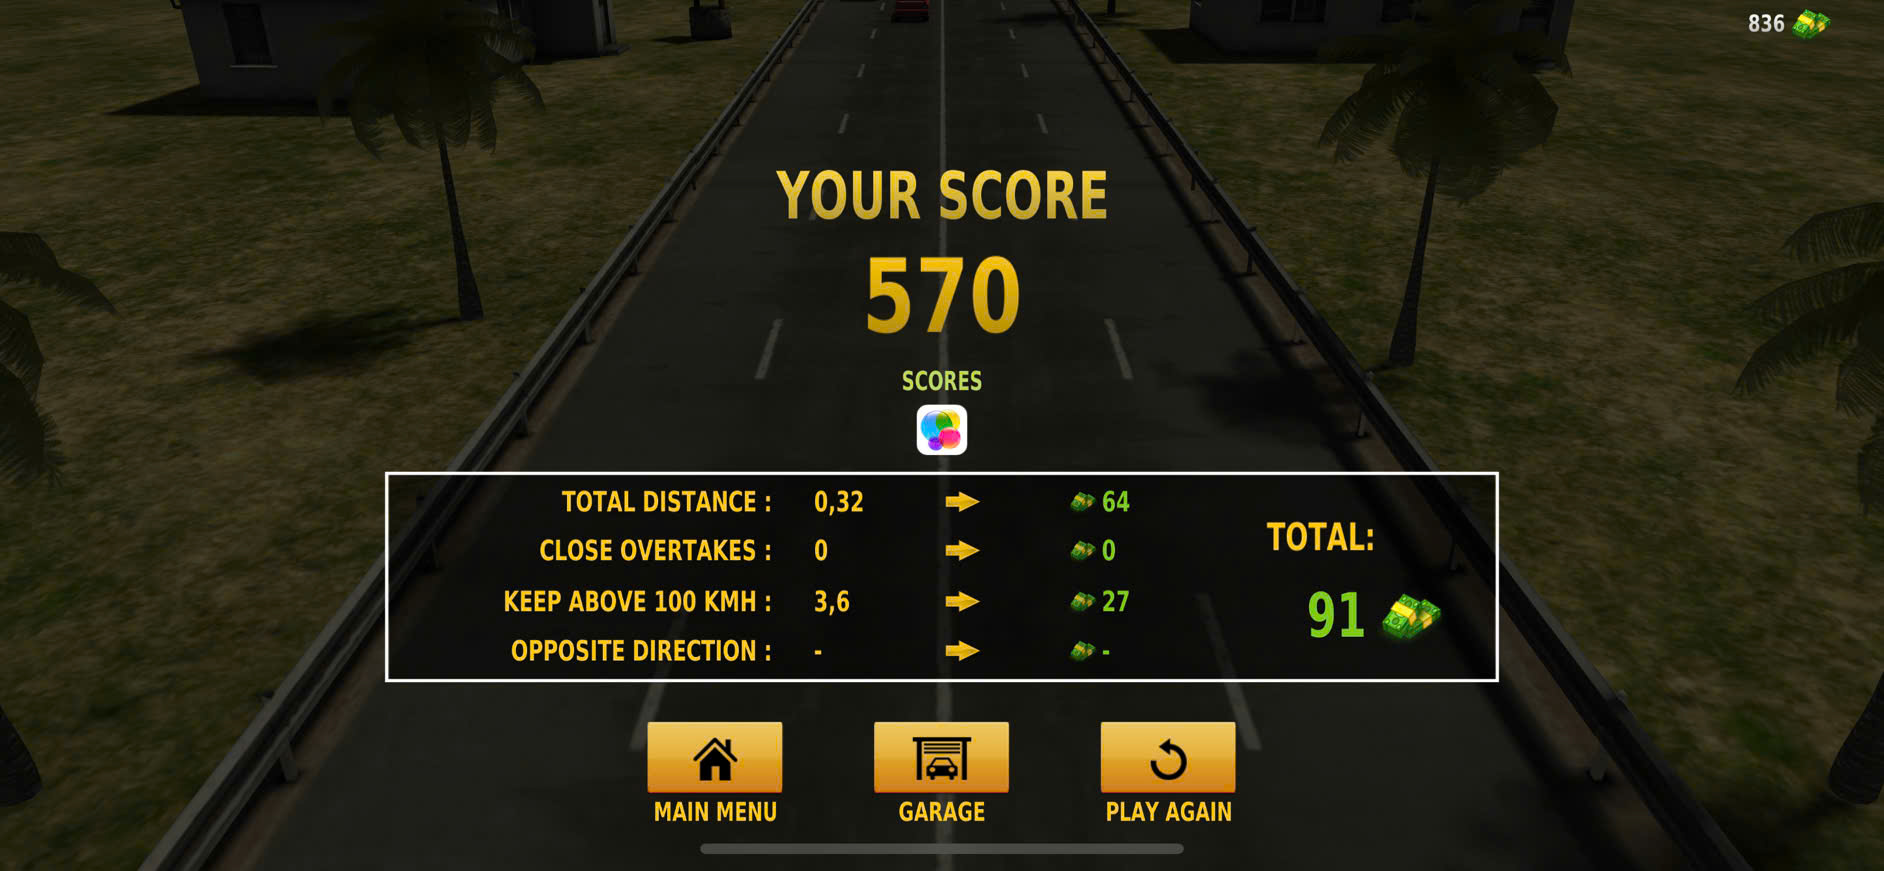 836
YOUR SCORE
570
SCORES
TOTAL DISTANCE : 0,32 64
CLOSE OVERTAKES : 0 0
KEEP ABOVE 100 KMH : 3,6 27
OPPOSITE DIRECTION : - -
TOTAL:
91
MAIN MENU
GARAGE
PLAY AGAIN